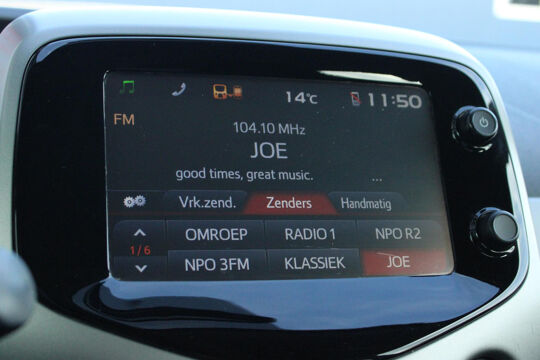 14°C 11:50
FM
104.10 MHz
JOE
good times, great music. ...
Vrk.zend. Zenders Handmatig
OMROEP RADIO 1 NPO R2
1/6
NPO 3FM KLASSIEK JOE